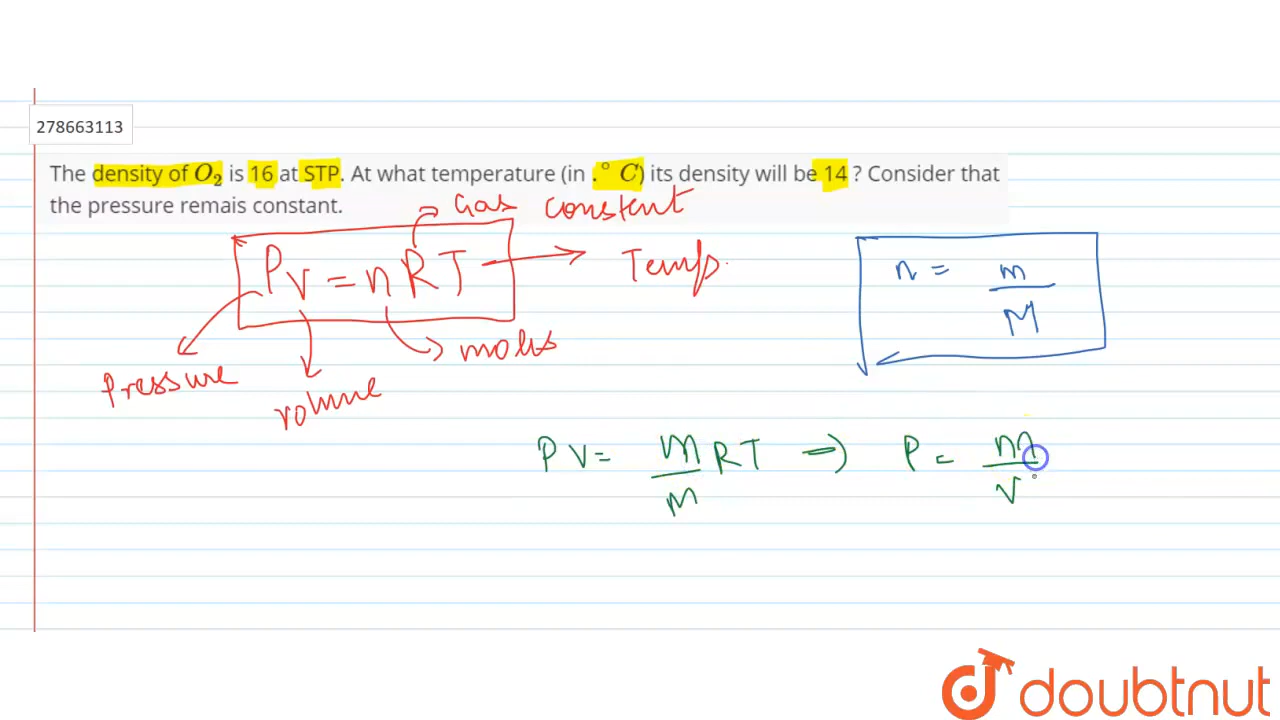 278663113
The density of O₂ is 16 at STP. At what temperature (in .° C) its density will be 14 ? Consider that
the pressure remais constant.
Gas constent
PV = nRT
Temp.
n = m/M
moles
Pressure
volume
PV = m/M RT ⇒ P = m/V
doubtnut